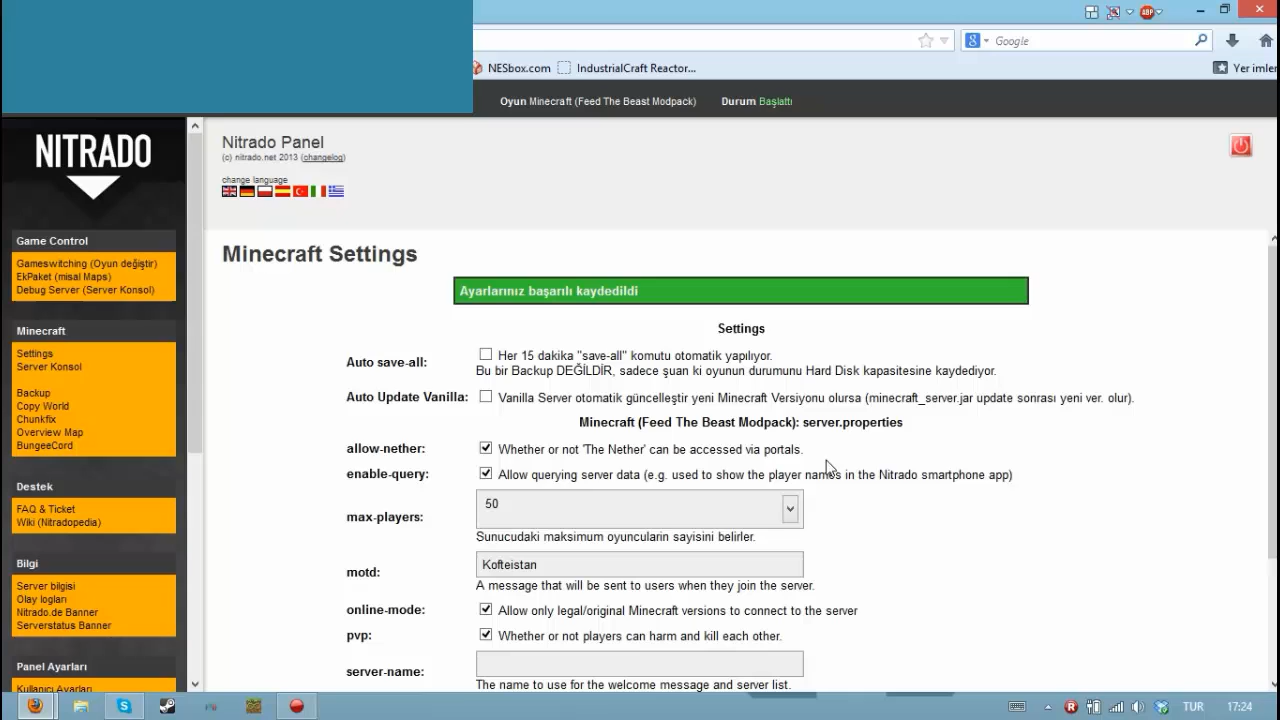 ABP
Google
NESbox.com
IndustrialCraft Reactor...
Yer imleri
Oyun Minecraft (Feed The Beast Modpack)
Durum Başlattı
NITRADO
Nitrado Panel
(c) nitrado.net 2013 (changelog)
change language
Game Control
Gameswitching (Oyun değiştir)
EkPaket (misal Maps)
Debug Server (Server Konsol)
Minecraft
Settings
Server Konsol
Backup
Copy World
Chunkfix
Overview Map
BungeeCord
Destek
FAQ & Ticket
Wiki (Nitradopedia)
Bilgi
Server bilgisi
Olay logları
Nitrado.de Banner
Serverstatus Banner
Panel Ayarları
Kullanıcı Ayarları
Minecraft Settings
Ayarlarınız başarılı kaydedildi
Settings
Auto save-all:
Her 15 dakika "save-all" komutu otomatik yapılıyor.
Bu bir Backup DEĞİLDİR, sadece şuan ki oyunun durumunu Hard Disk kapasitesine kaydediyor.
Auto Update Vanilla:
Vanilla Server otomatik güncelleştir yeni Minecraft Versiyonu olursa (minecraft_server.jar update sonrası yeni ver. olur).
Minecraft (Feed The Beast Modpack): server.properties
allow-nether:
Whether or not 'The Nether' can be accessed via portals.
enable-query:
Allow querying server data (e.g. used to show the player names in the Nitrado smartphone app)
max-players:
50
Sunucudaki maksimum oyuncularin sayisini belirler.
motd:
Kofteistan
A message that will be sent to users when they join the server.
online-mode:
Allow only legal/original Minecraft versions to connect to the server
pvp:
Whether or not players can harm and kill each other.
server-name:
The name to use for the welcome message and server list.
TUR
17:24